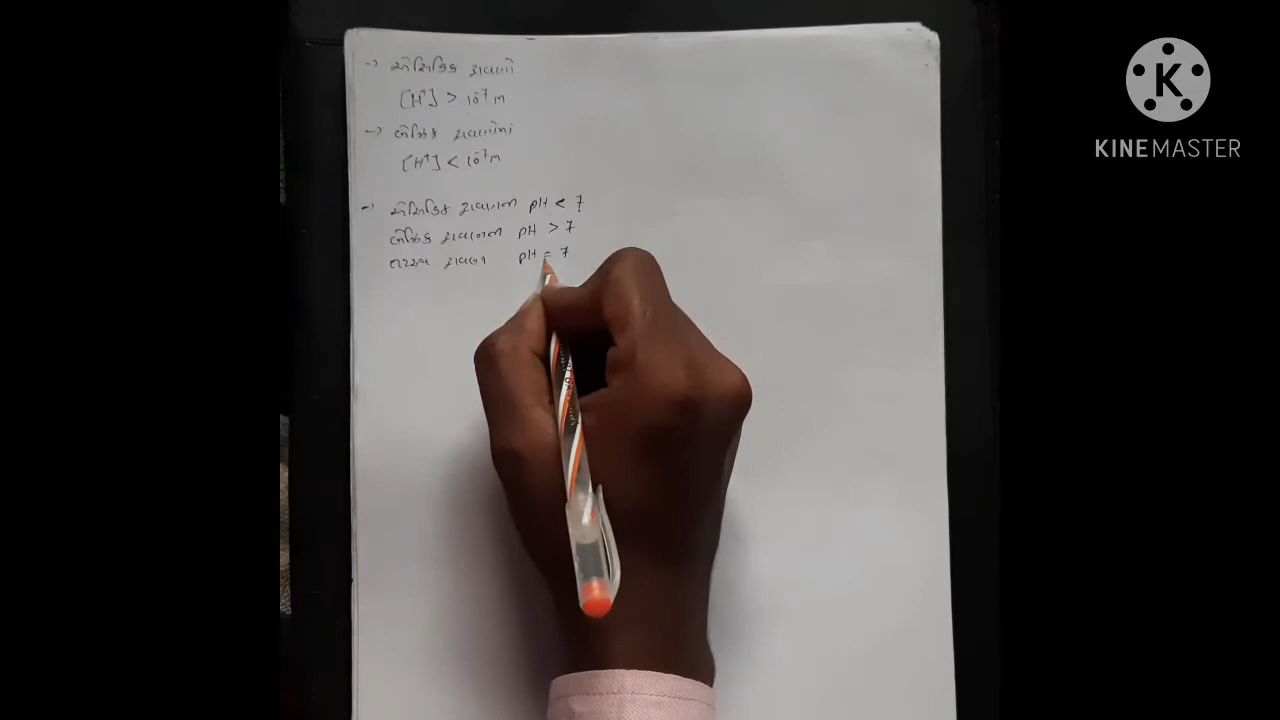 → એસિડિક દ્રાવણો
[H⁺] > 10⁻⁷ m
→ બેઝિક દ્રાવણોમાં
[H⁺] < 10⁻⁷ m
→ એસિડિક દ્રાવણના pH < 7
બેઝિક દ્રાવણના pH > 7
તટસ્થ દ્રાવણ pH = 7
K
KINEMASTER